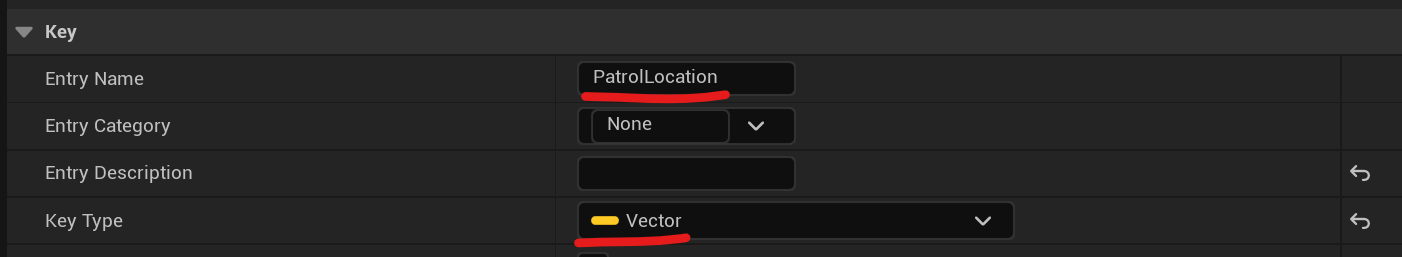 Key
Entry Name PatrolLocation
Entry Category None
Entry Description
Key Type Vector